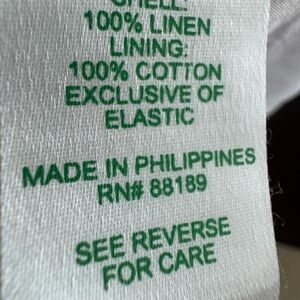 SHELL:
100% LINEN
LINING:
100% COTTON
EXCLUSIVE OF
ELASTIC
MADE IN PHILIPPINES
RN# 88189
SEE REVERSE
FOR CARE